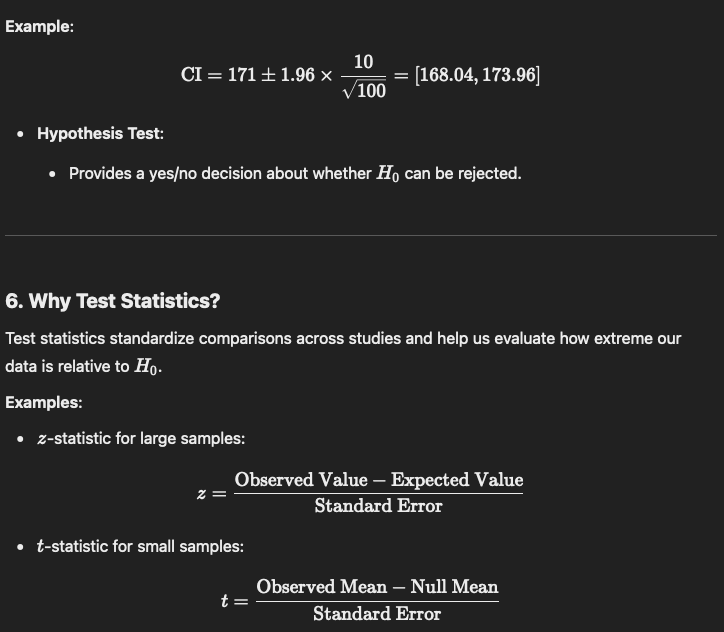 Example:
CI = 171 ± 1.96 × 10/√100 = [168.04, 173.96]
• Hypothesis Test:
• Provides a yes/no decision about whether H₀ can be rejected.
6. Why Test Statistics?
Test statistics standardize comparisons across studies and help us evaluate how extreme our
data is relative to H₀.
Examples:
• z-statistic for large samples:
z = Observed Value − Expected Value / Standard Error
• t-statistic for small samples:
t = Observed Mean − Null Mean / Standard Error